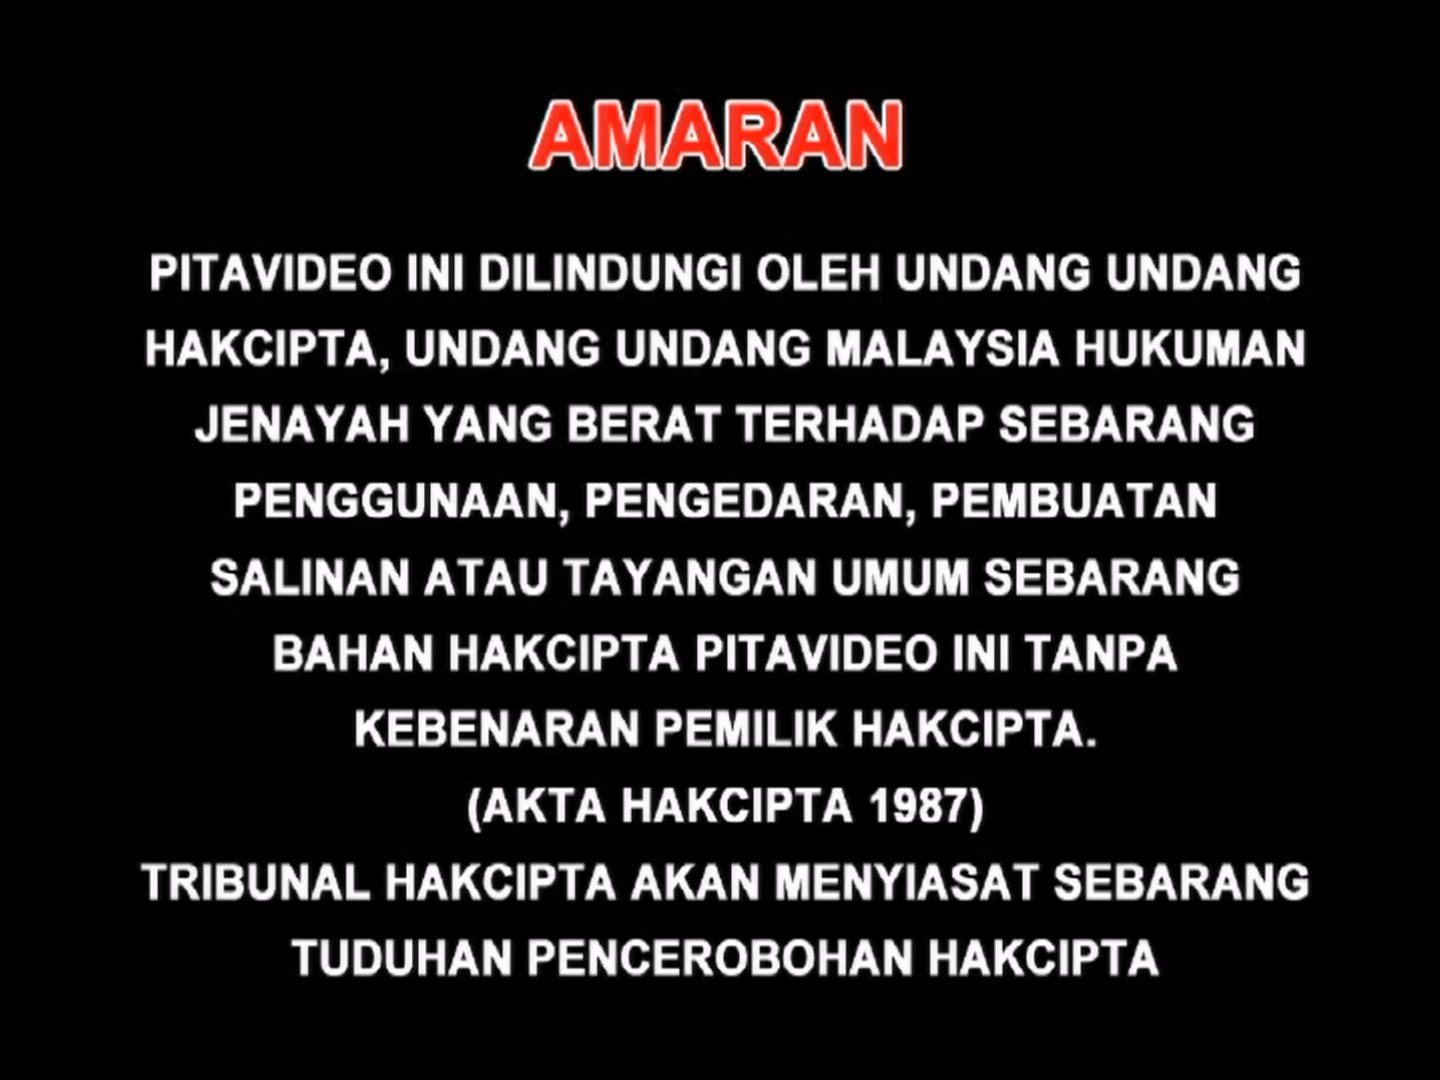 AMARAN
PITAVIDEO INI DILINDUNGI OLEH UNDANG UNDANG
HAKCIPTA, UNDANG UNDANG MALAYSIA HUKUMAN
JENAYAH YANG BERAT TERHADAP SEBARANG
PENGGUNAAN, PENGEDARAN, PEMBUATAN
SALINAN ATAU TAYANGAN UMUM SEBARANG
BAHAN HAKCIPTA PITAVIDEO INI TANPA
KEBENARAN PEMILIK HAKCIPTA.
(AKTA HAKCIPTA 1987)
TRIBUNAL HAKCIPTA AKAN MENYIASAT SEBARANG
TUDUHAN PENCEROBOHAN HAKCIPTA